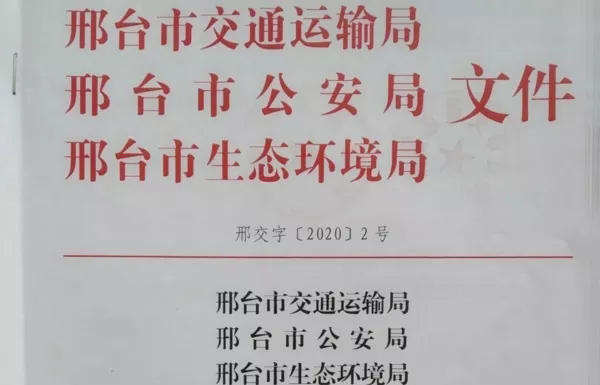 邢台市交通运输局
邢台市公安局 文件
邢台市生态环境局
邢交字〔2020〕2号
邢台市交通运输局
邢台市公安局
邢台市生态环境局